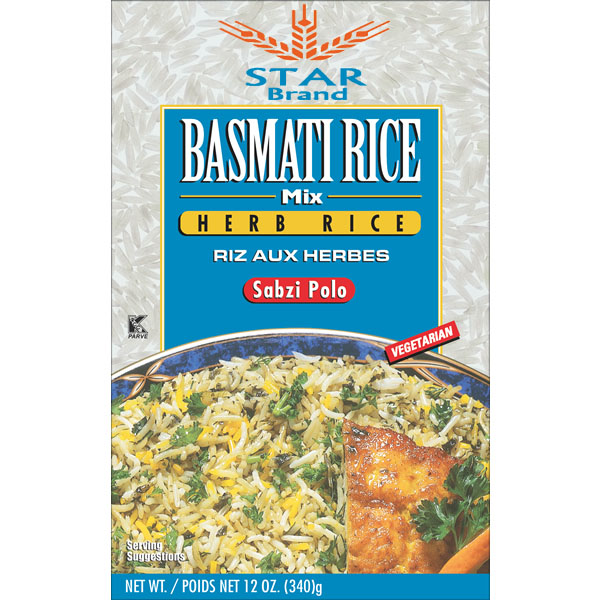 STAR
Brand
BASMATI RICE
Mix
HERB RICE
RIZ AUX HERBES
Sabzi Polo
K
PARVE
VEGETARIAN
Serving
Suggestions
NET WT. / POIDS NET 12 OZ. (340)g